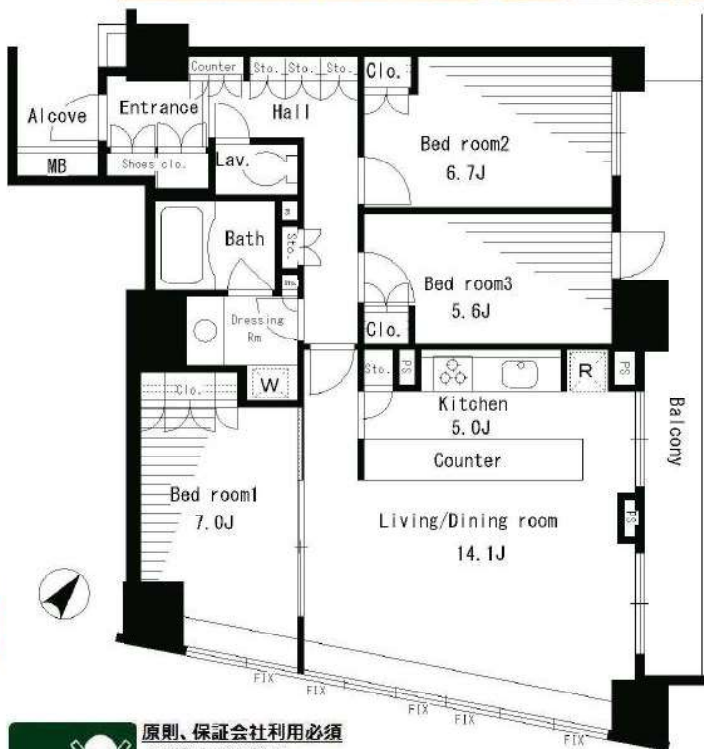 Counter
Sto. Sto. Sto.
Clo.
Alcove
Entrance
Hall
MB
Shoes clo.
Lav.
Bed room2
6.7J
Bath
Sto.
Bed room3
5.6J
Clo.
Dressing
Rm
W
Sto.
PS
R
PS
Clo.
Kitchen
5.0J
Counter
Balcony
Bed room1
7.0J
Living/Dining room
14.1J
PS
FIX
FIX
FIX
FIX
FIX
原則、保証会社利用必須